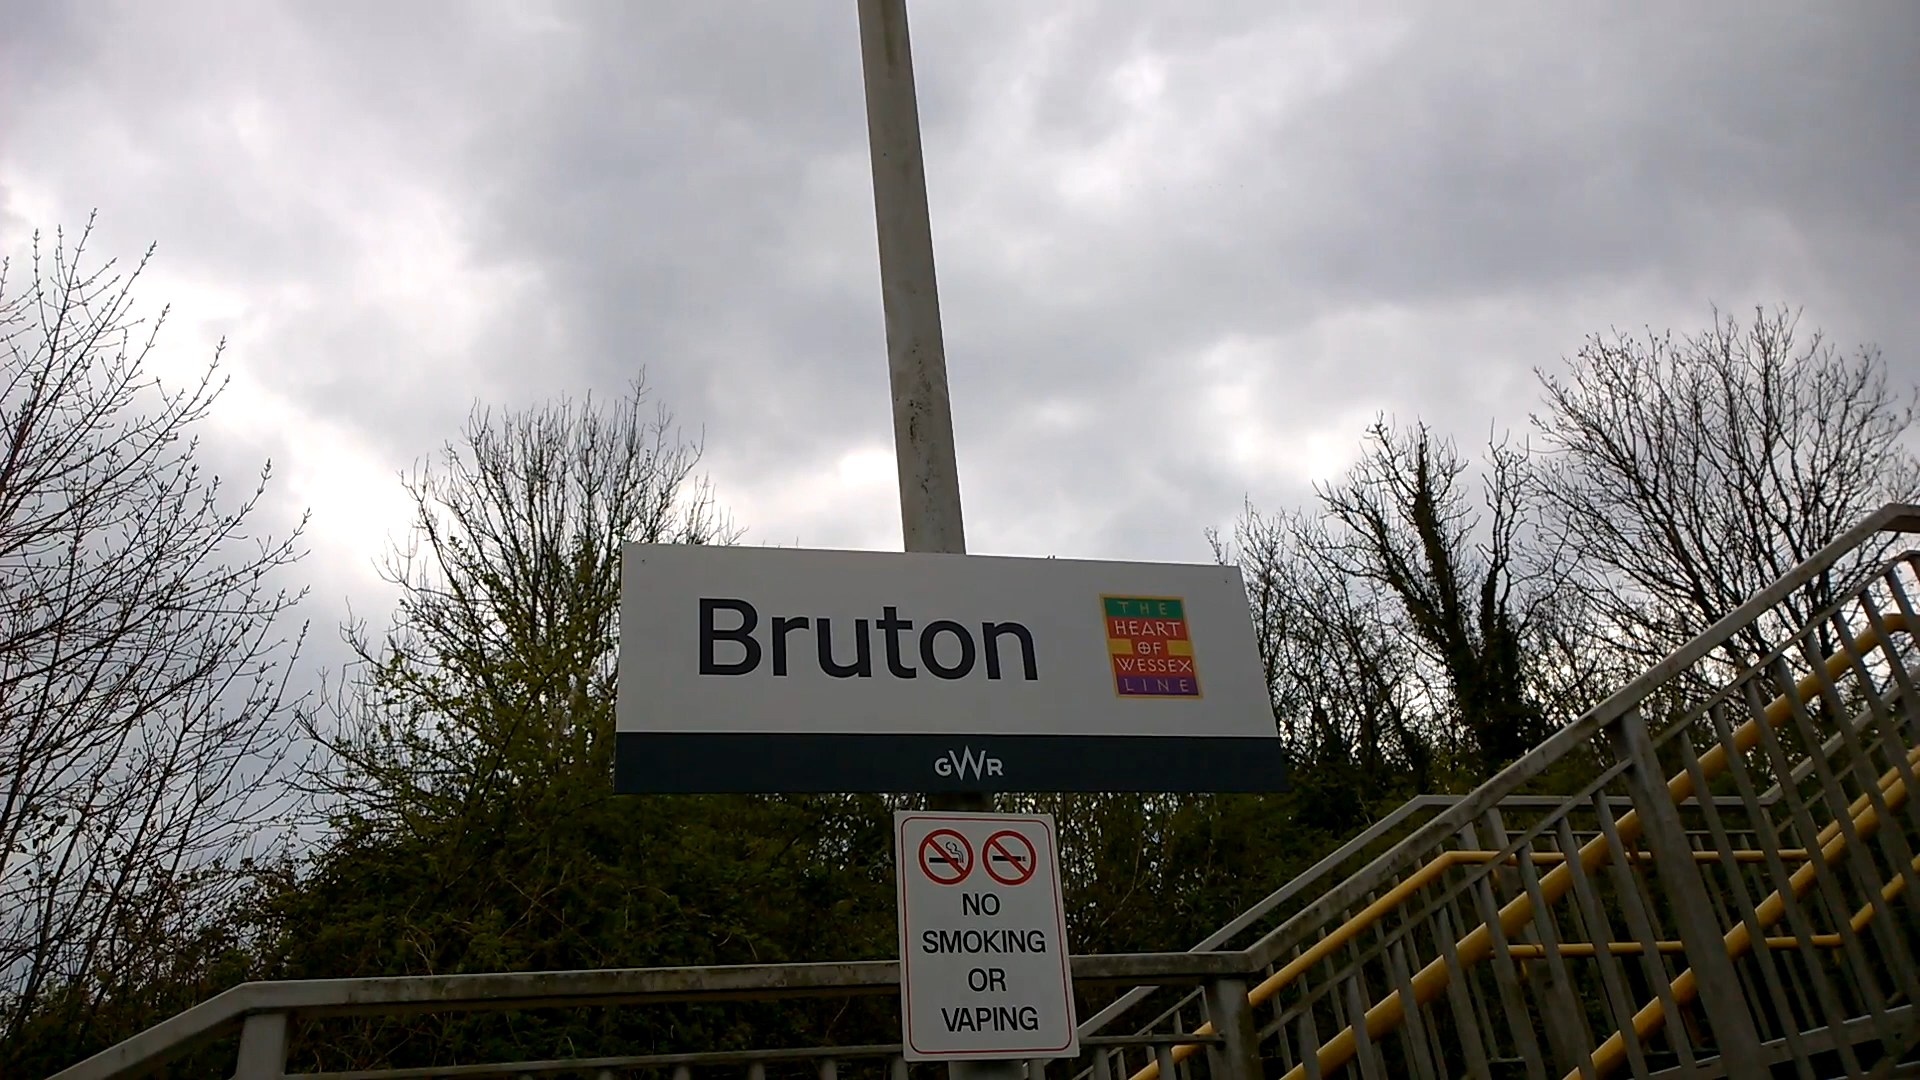 Bruton
THE
HEART
OF
WESSEX
LINE
GWR
NO
SMOKING
OR
VAPING